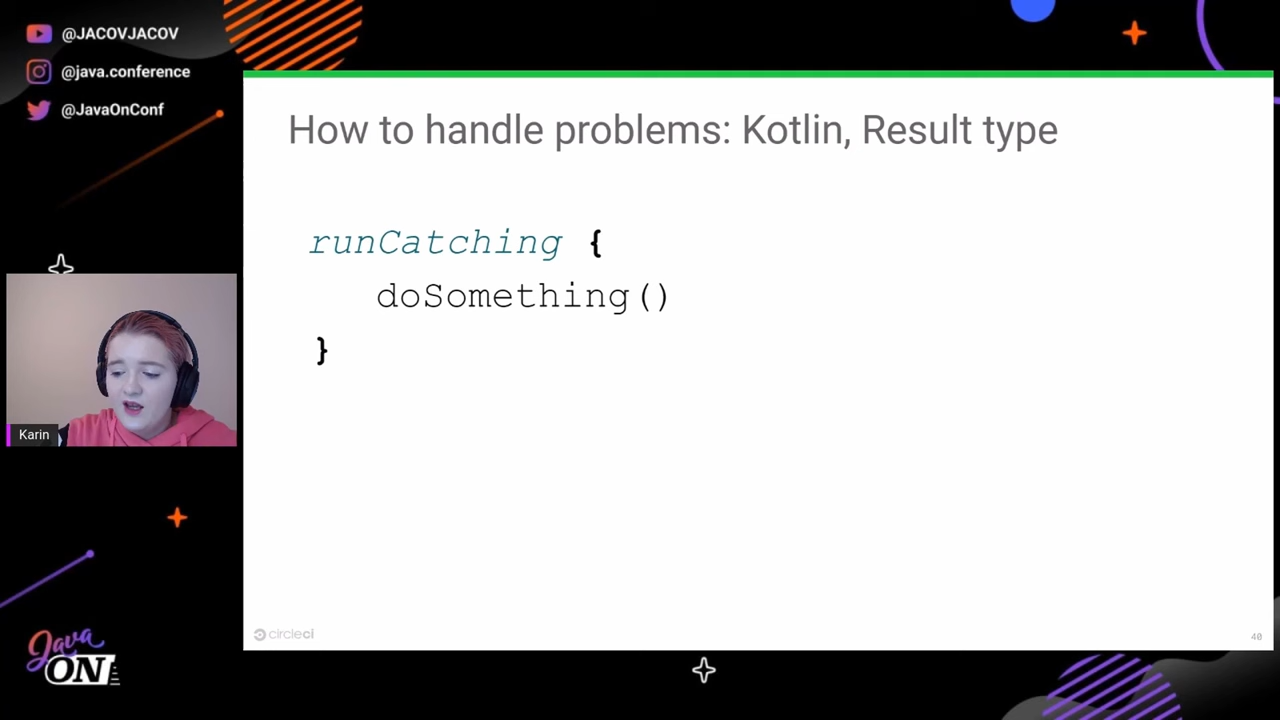 @JACOVJACOV
@java.conference
@JavaOnConf
How to handle problems: Kotlin, Result type
runCatching {
doSomething()
}
Karin
circleci
40
Java
ON